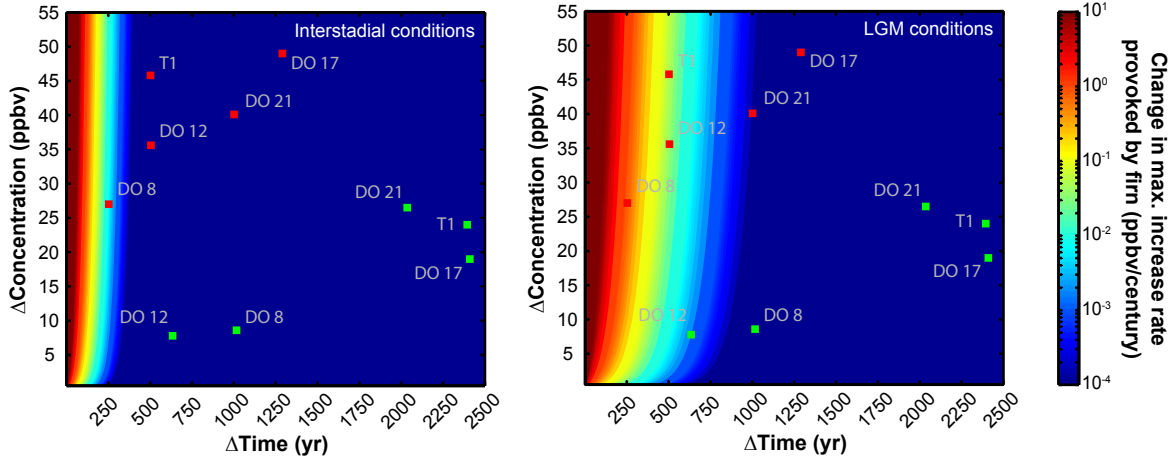 Interstadial conditions
55
50
45
40
35
30
25
20
15
10
5
ΔConcentration (ppbv)
T1
DO 17
DO 21
DO 12
DO 8
DO 21
T1
DO 17
DO 12
DO 8
250
500
750
1000
1250
1500
1750
2000
2250
2500
ΔTime (yr)
LGM conditions
55
50
45
40
35
30
25
20
15
10
5
ΔConcentration (ppbv)
T1
DO 17
DO 21
DO 12
DO 8
DO 21
T1
DO 17
DO 12
DO 8
250
500
750
1000
1250
1500
1750
2000
2250
2500
ΔTime (yr)
10¹
10⁰
10⁻¹
10⁻²
10⁻³
10⁻⁴
Change in max. increase rate
provoked by firn (ppbv/century)